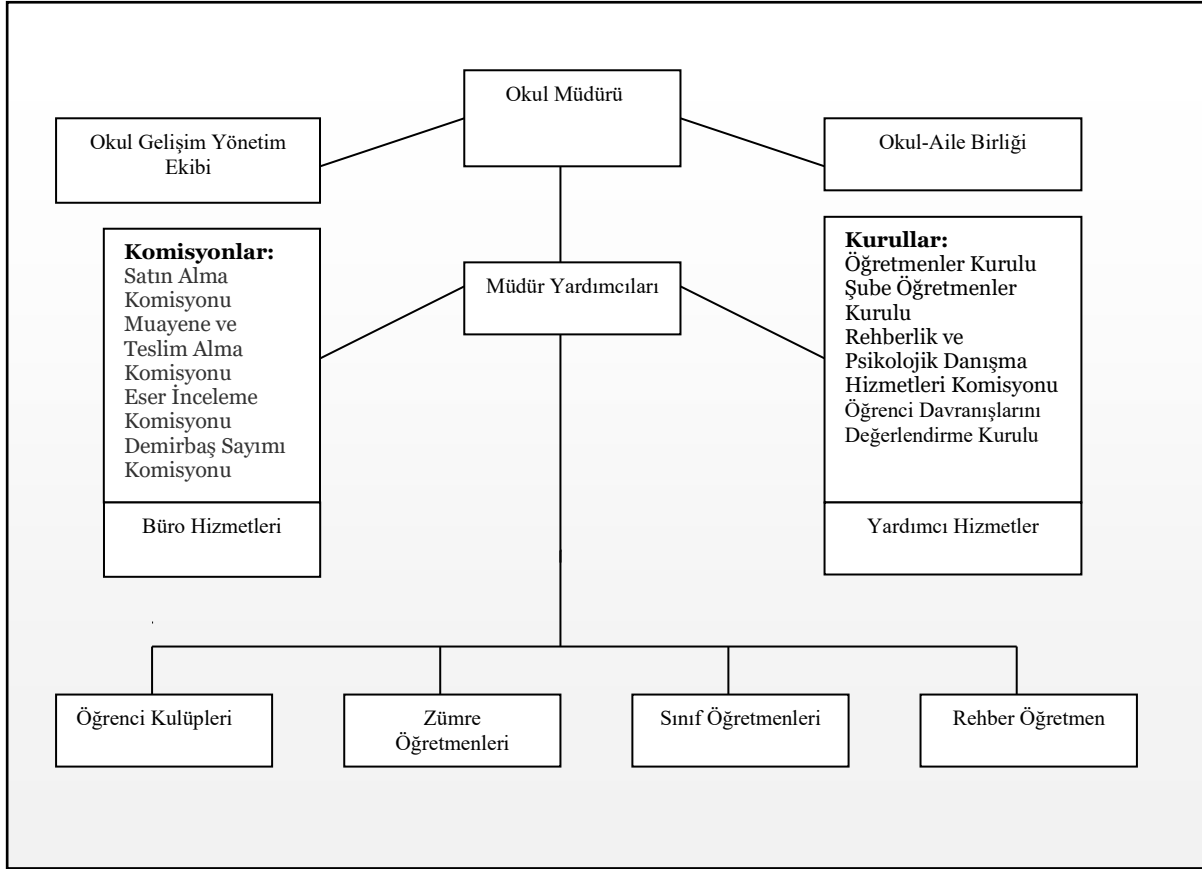 Okul Müdürü
Okul Gelişim Yönetim
Ekibi
Okul-Aile Birliği
Komisyonlar:
Satın Alma
Komisyonu
Muayene ve
Teslim Alma
Komisyonu
Eser İnceleme
Komisyonu
Demirbaş Sayımı
Komisyonu
Müdür Yardımcıları
Kurullar:
Öğretmenler Kurulu
Şube Öğretmenler
Kurulu
Rehberlik ve
Psikolojik Danışma
Hizmetleri Komisyonu
Öğrenci Davranışlarını
Değerlendirme Kurulu
Büro Hizmetleri
Yardımcı Hizmetler
Öğrenci Kulüpleri
Zümre
Öğretmenleri
Sınıf Öğretmenleri
Rehber Öğretmen